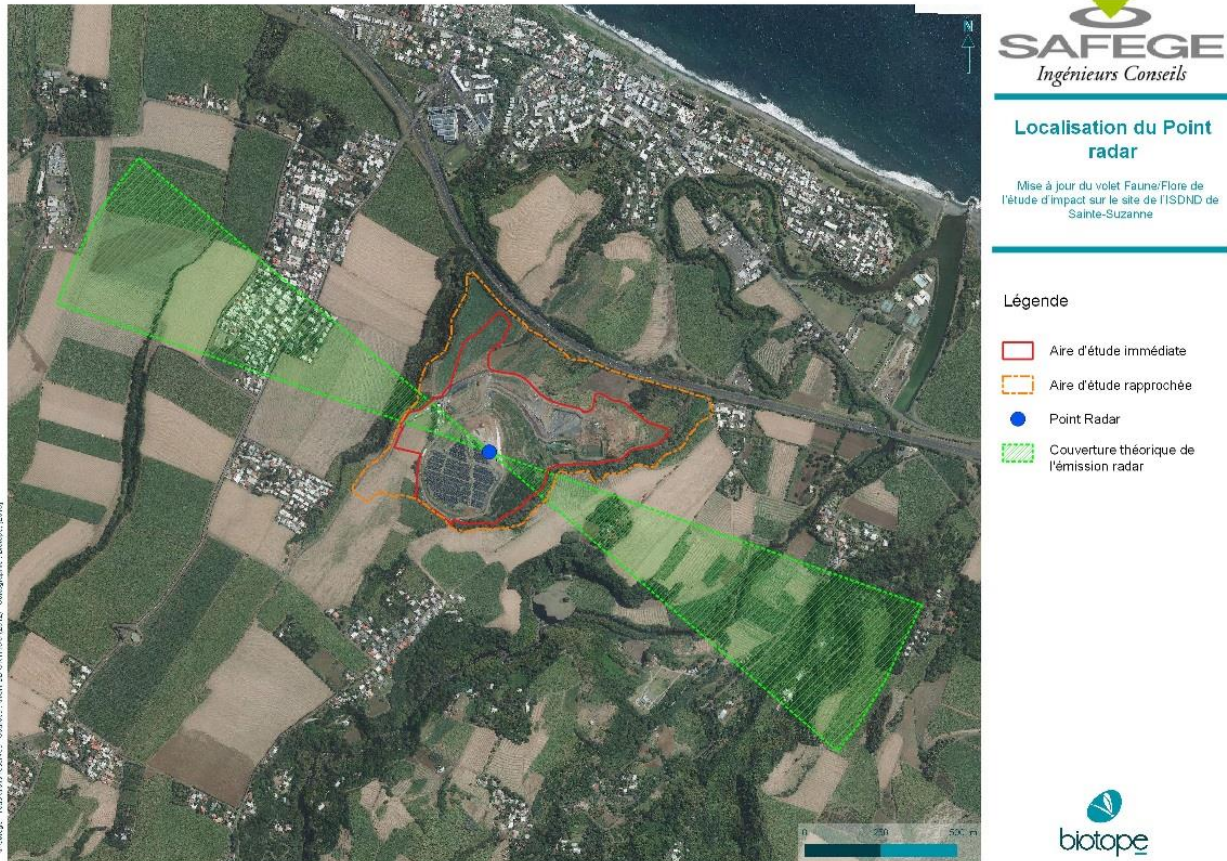 N
SAFEGE
Ingénieurs Conseils
Localisation du Point
radar
Mise à jour du volet Faune/Flore de
l'étude d'impact sur le site de l'ISDND de
Sainte-Suzanne
Légende
Aire d'étude immédiate
Aire d'étude rapprochée
Point Radar
Couverture théorique de
l'émission radar
0 250 500 m
biotope